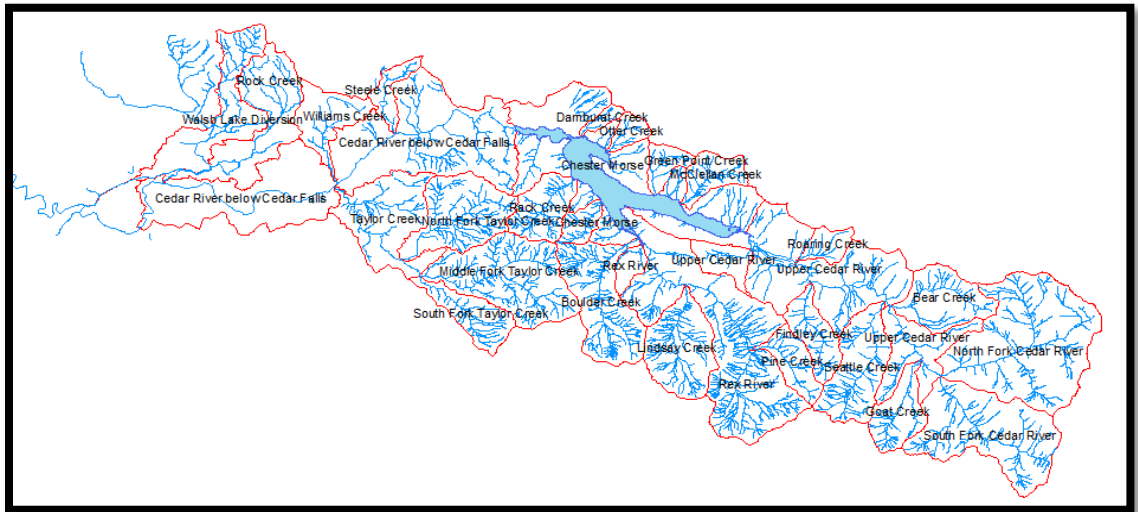 Rock Creek
Steele Creek
Walsh Lake Diversion
Williams Creek
Damburat Creek
Otter Creek
Cedar River below Cedar Falls
Chester Morse
Green Point Creek
McClellan Creek
Cedar River below Cedar Falls
Taylor Creek
North Fork Taylor Creek
Rack Creek
Chester Morse
Roaring Creek
Upper Cedar River
Upper Cedar River
Rex River
Middle Fork Taylor Creek
Boulder Creek
South Fork Taylor Creek
Bear Creek
Findley Creek
Upper Cedar River
Lindsay Creek
North Fork Cedar River
Pine Creek
Seattle Creek
Rex River
Goat Creek
South Fork Cedar River